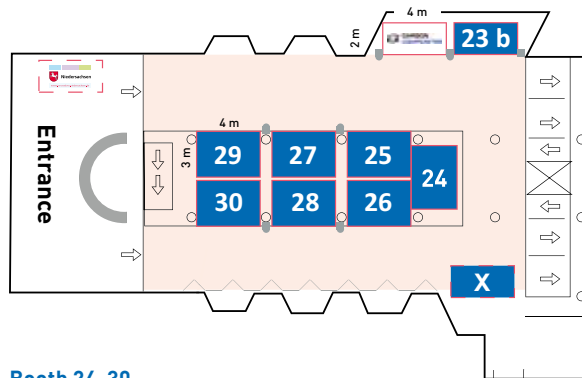 4 m
2 m
23 b
Niedersachsen
Entrance
4 m
3 m
29
27
25
24
30
28
26
X
Booth 24-30